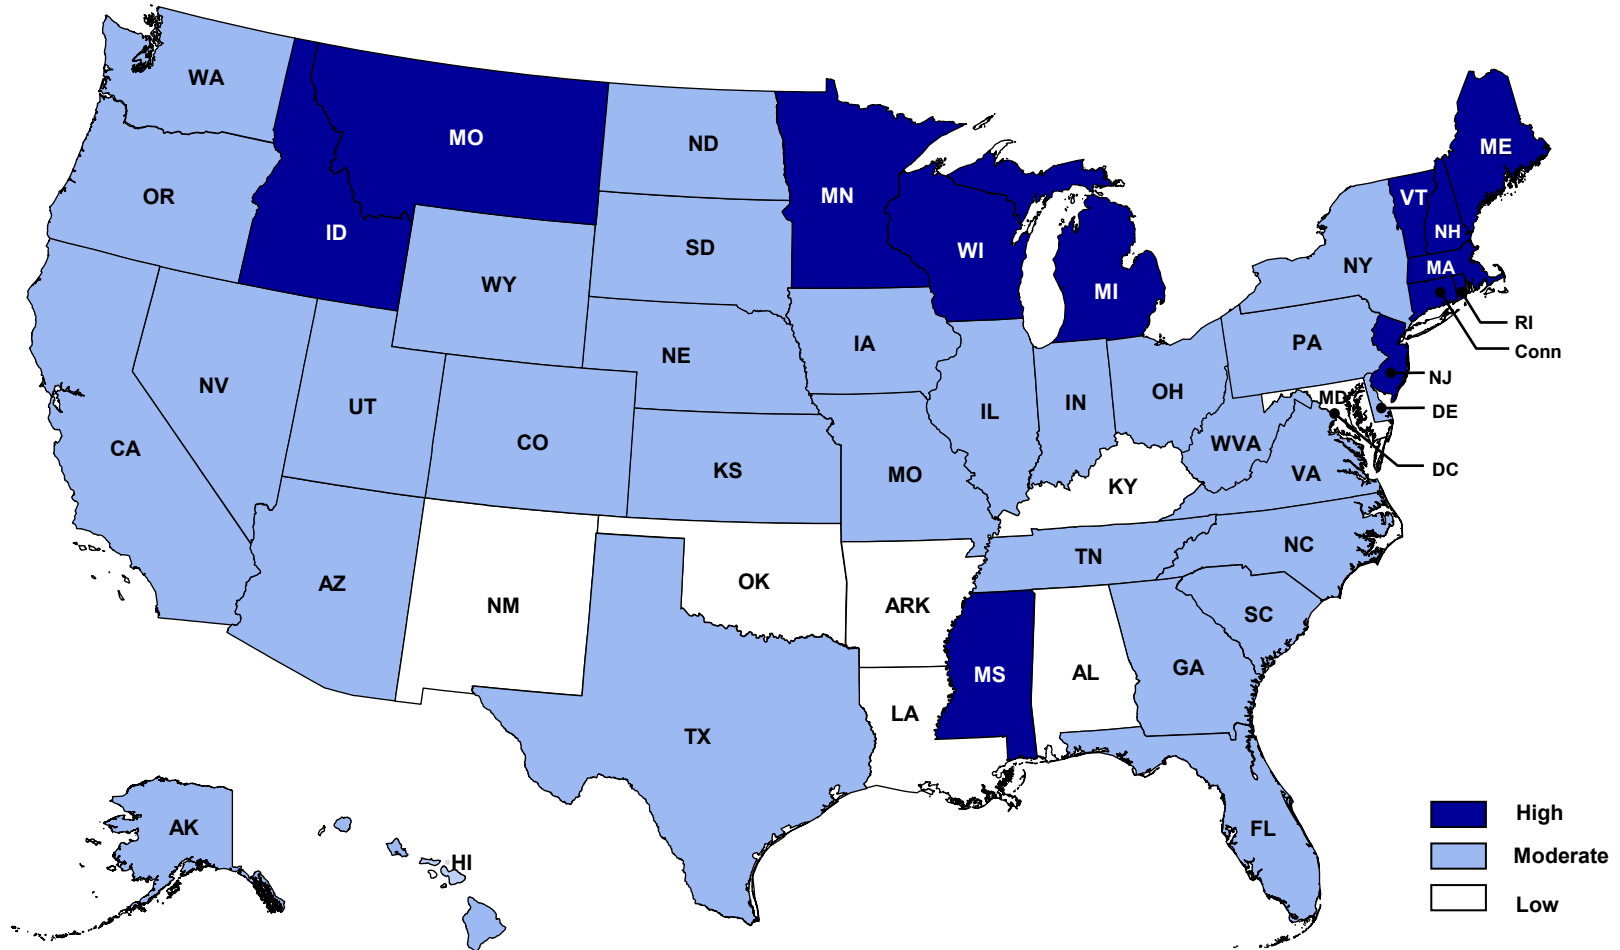 WA
MO
ND
MN
ME
OR
ID
SD
WI
VT
NH
NY
MA
WY
MI
RI
Conn
NV
UT
NE
IA
PA
NJ
IL
IN
OH
MD
DE
CA
CO
KS
MO
WVA
VA
DC
KY
AZ
NM
OK
ARK
TN
NC
SC
MS
AL
GA
LA
TX
AK
HI
FL
High
Moderate
Low